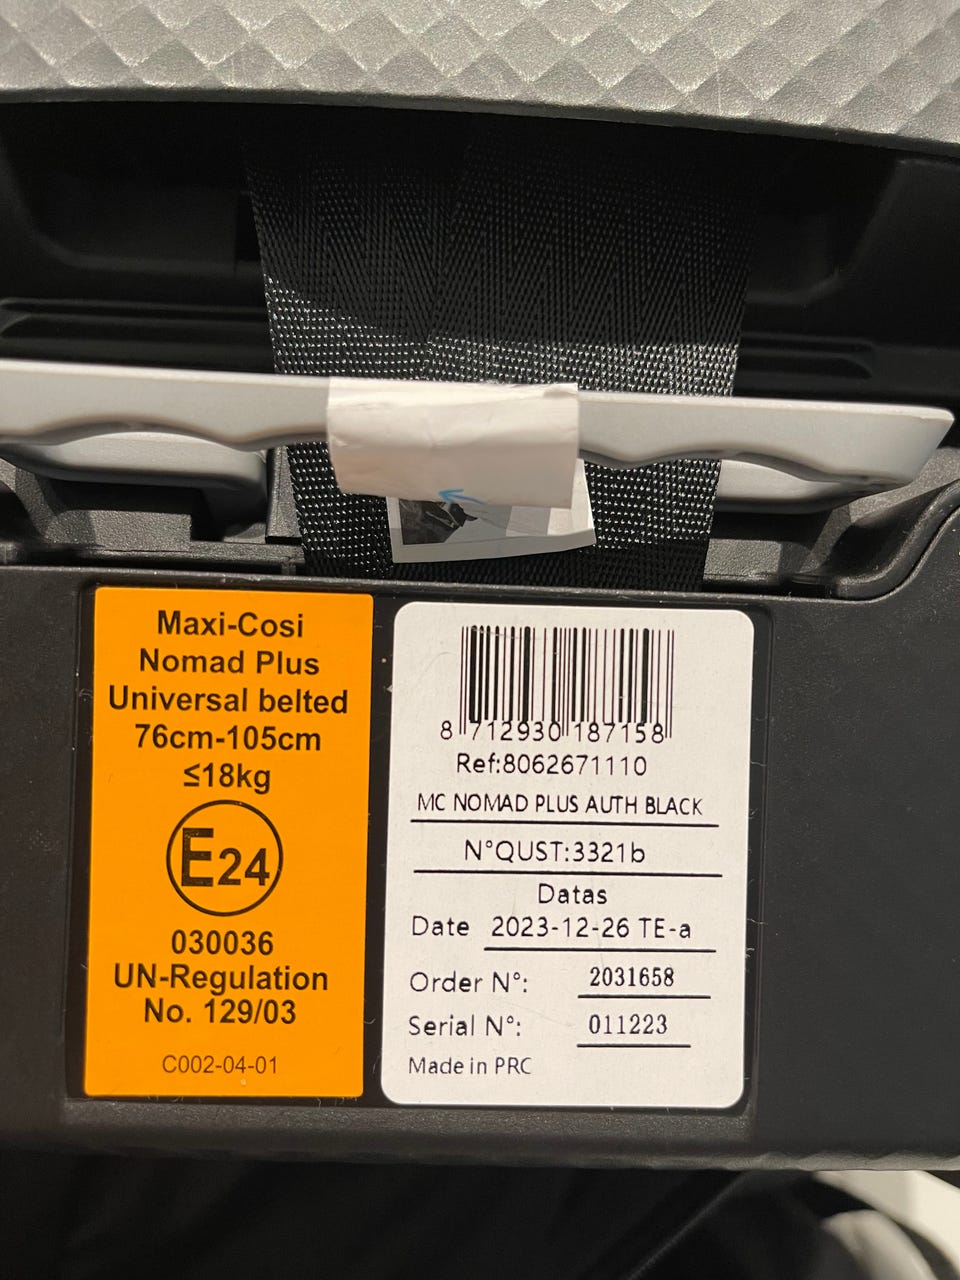 Maxi-Cosi
Nomad Plus
Universal belted
76cm-105cm
≤18kg
E24
030036
UN-Regulation
No. 129/03
C002-04-01
8 712930 187158
Ref:8062671110
MC NOMAD PLUS AUTH BLACK
N°QUST:3321b
Datas
Date 2023-12-26 TE-a
Order N°: 2031658
Serial N°: 011223
Made in PRC